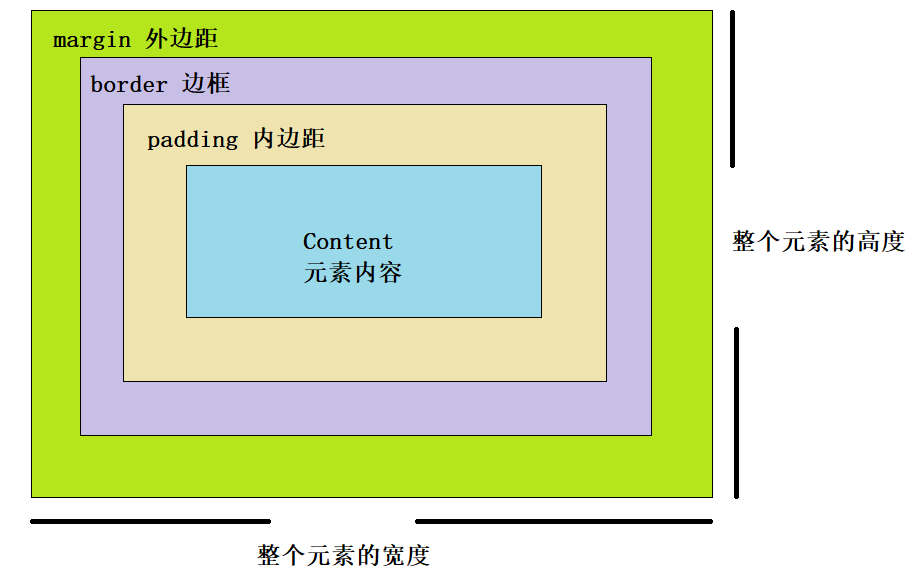 margin 外边距
border 边框
padding 内边距
Content
元素内容
整个元素的高度
整个元素的宽度